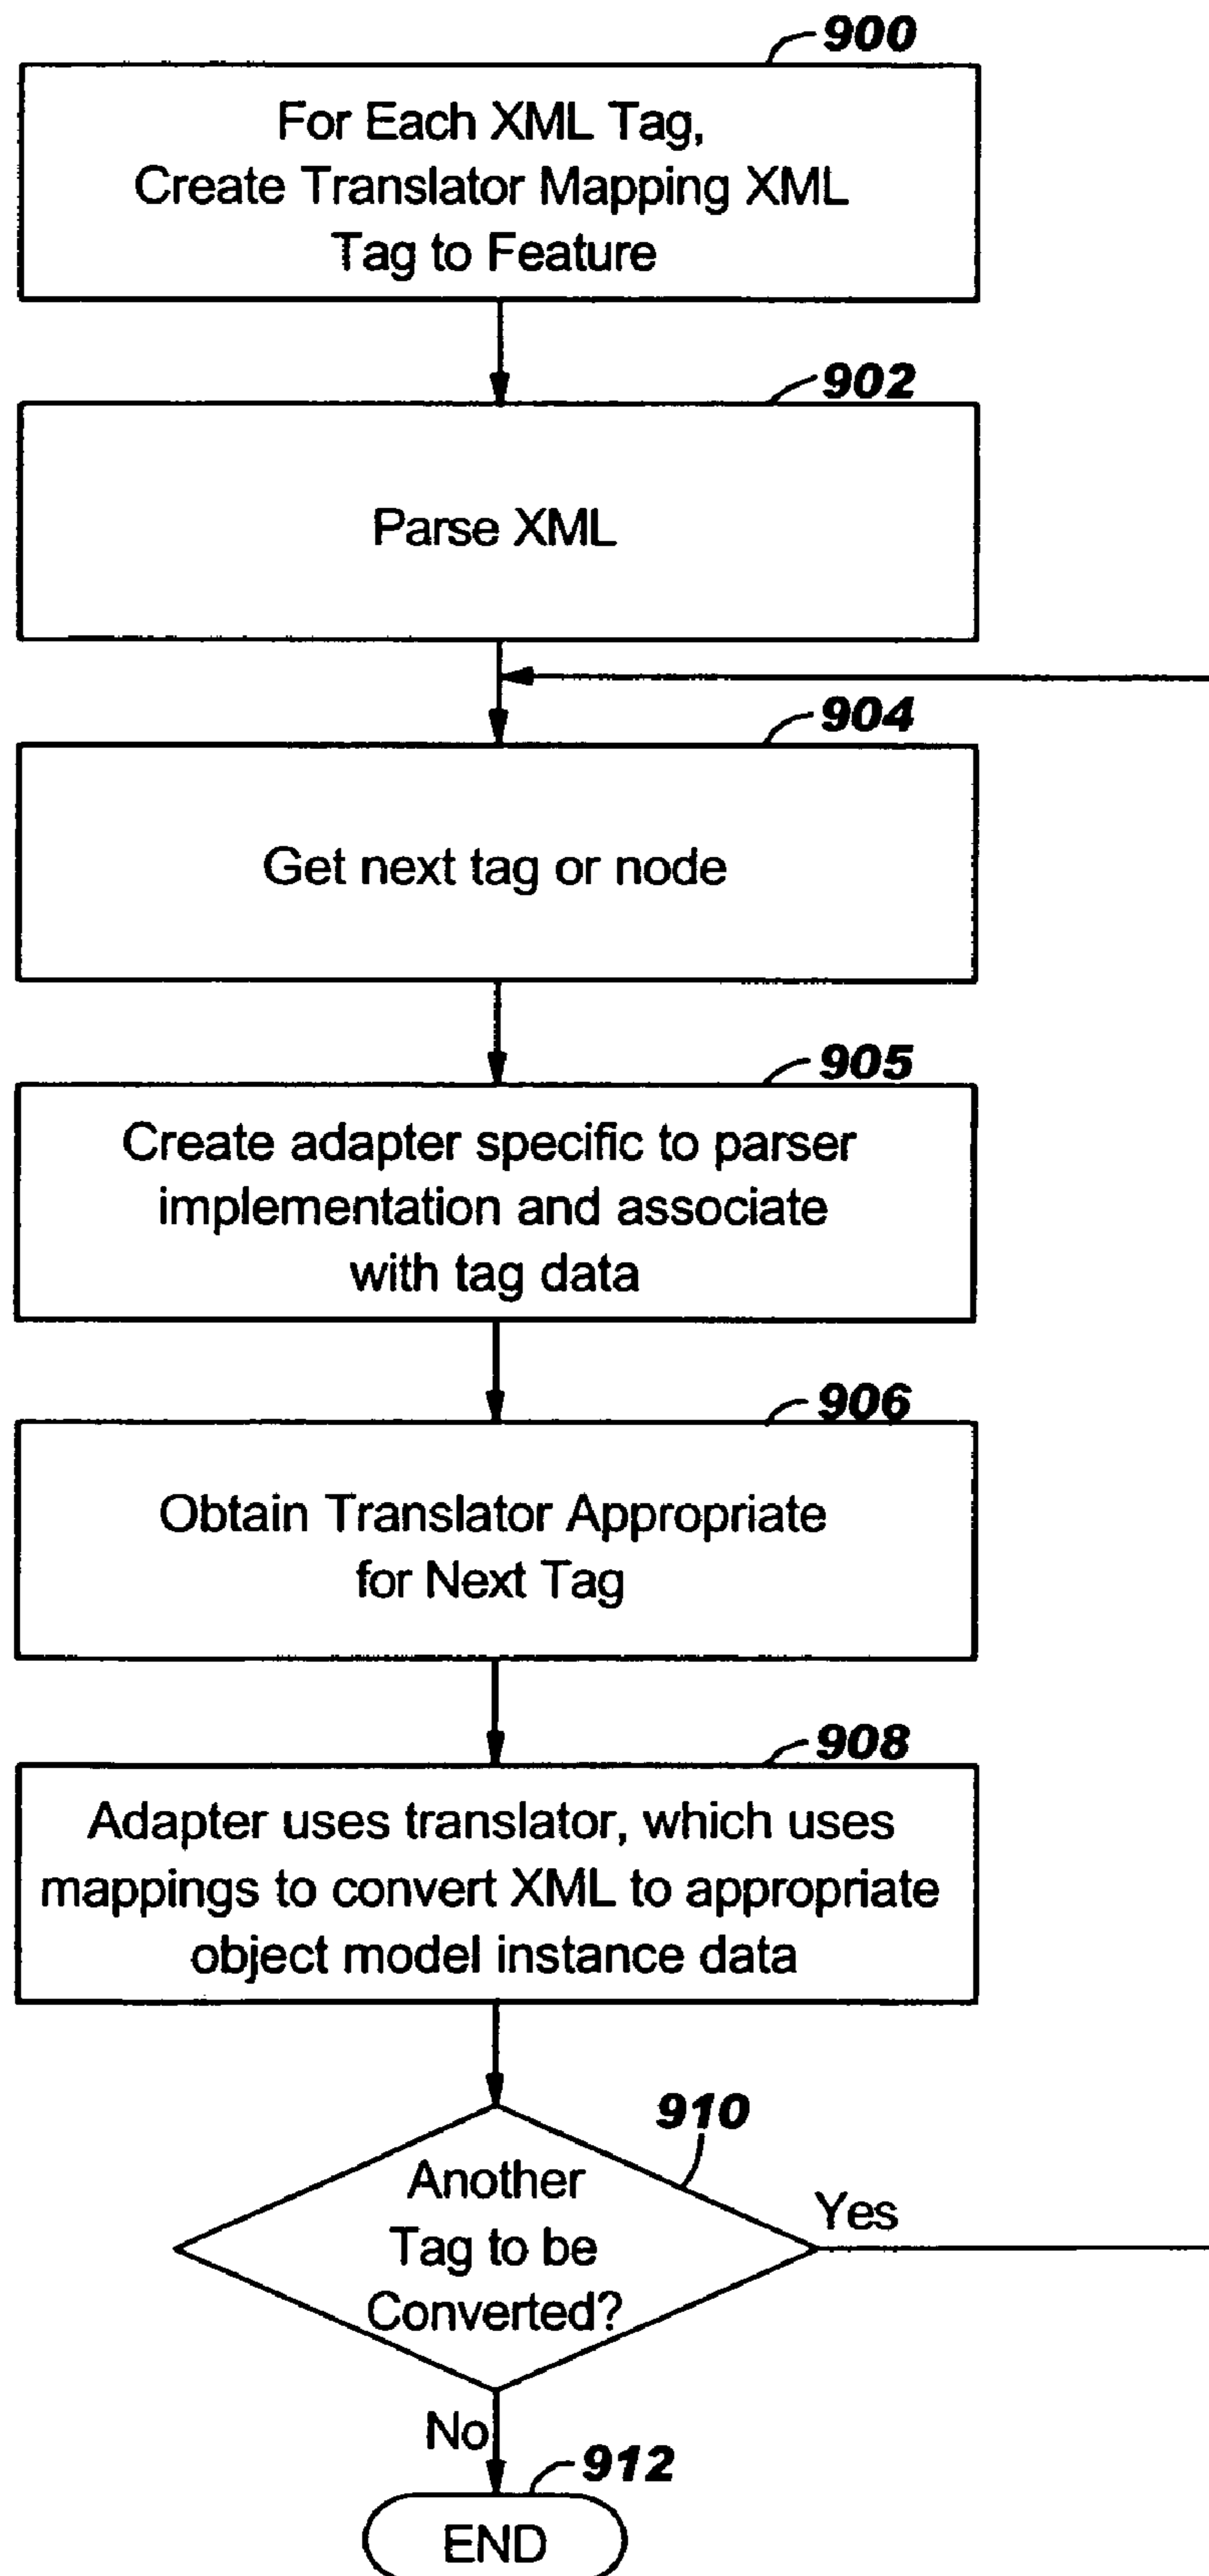 900
For Each XML Tag,
Create Translator Mapping XML
Tag to Feature
902
Parse XML
904
Get next tag or node
905
Create adapter specific to parser
implementation and associate
with tag data
906
Obtain Translator Appropriate
for Next Tag
908
Adapter uses translator, which uses
mappings to convert XML to appropriate
object model instance data
910
Another
Tag to be
Converted?
Yes
No
912
END